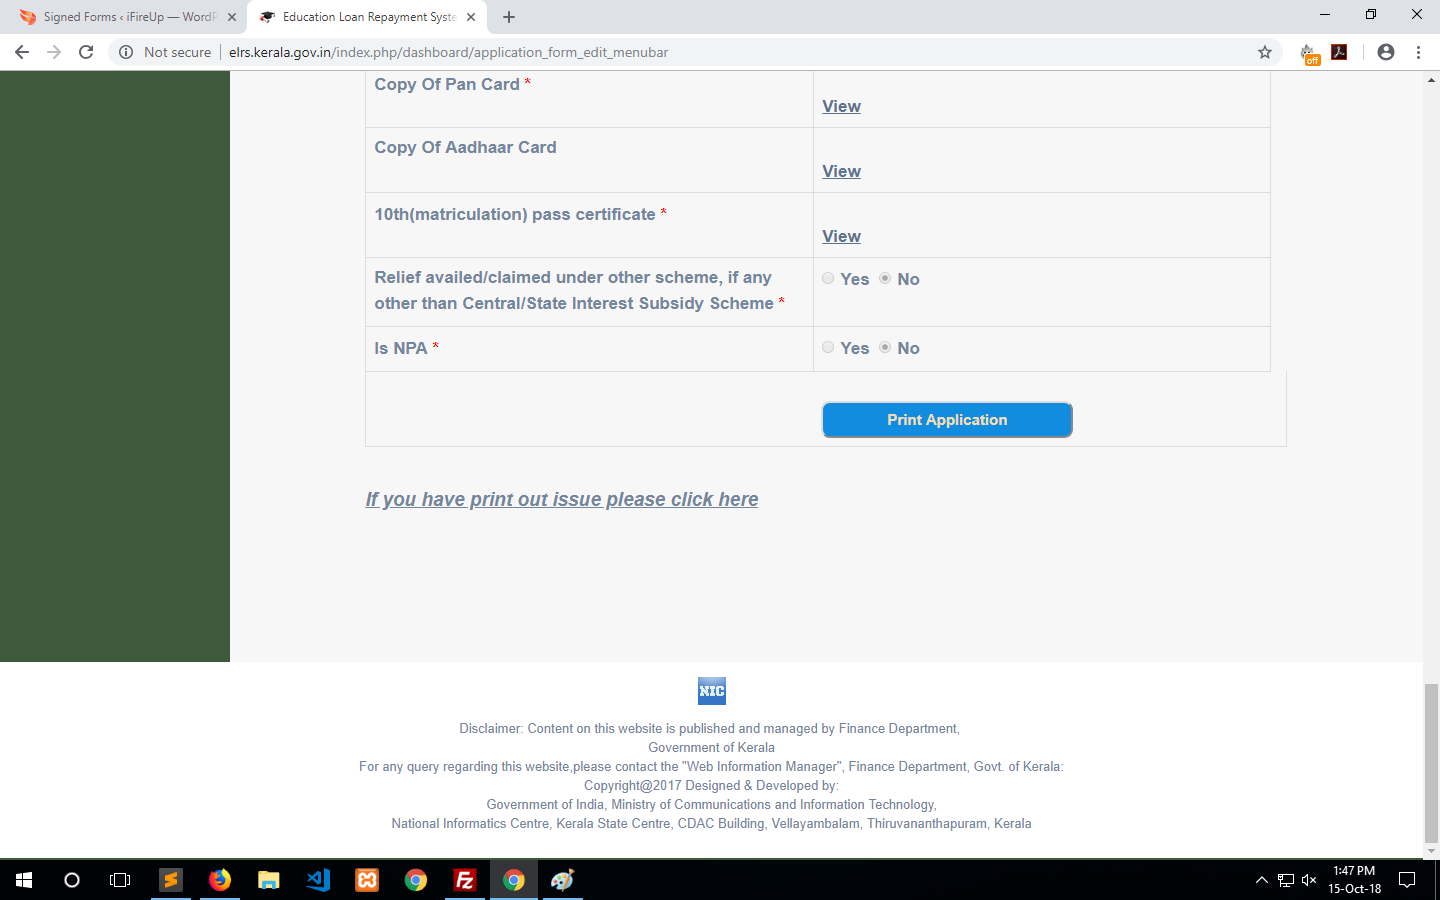 Signed Forms ‹ iFireUp — WordP
Education Loan Repayment Syste
Not secure
elrs.kerala.gov.in/index.php/dashboard/application_form_edit_menubar
off
Copy Of Pan Card *
View
Copy Of Aadhaar Card
View
10th(matriculation) pass certificate *
View
Relief availed/claimed under other scheme, if any
other than Central/State Interest Subsidy Scheme *
Yes No
Is NPA *
Yes No
Print Application
If you have print out issue please click here
NIC
Disclaimer: Content on this website is published and managed by Finance Department,
Government of Kerala
For any query regarding this website,please contact the "Web Information Manager", Finance Department, Govt. of Kerala:
Copyright@2017 Designed & Developed by:
Government of India, Ministry of Communications and Information Technology,
National Informatics Centre, Kerala State Centre, CDAC Building, Vellayambalam, Thiruvananthapuram, Kerala
Fz
1:47 PM
15-Oct-18